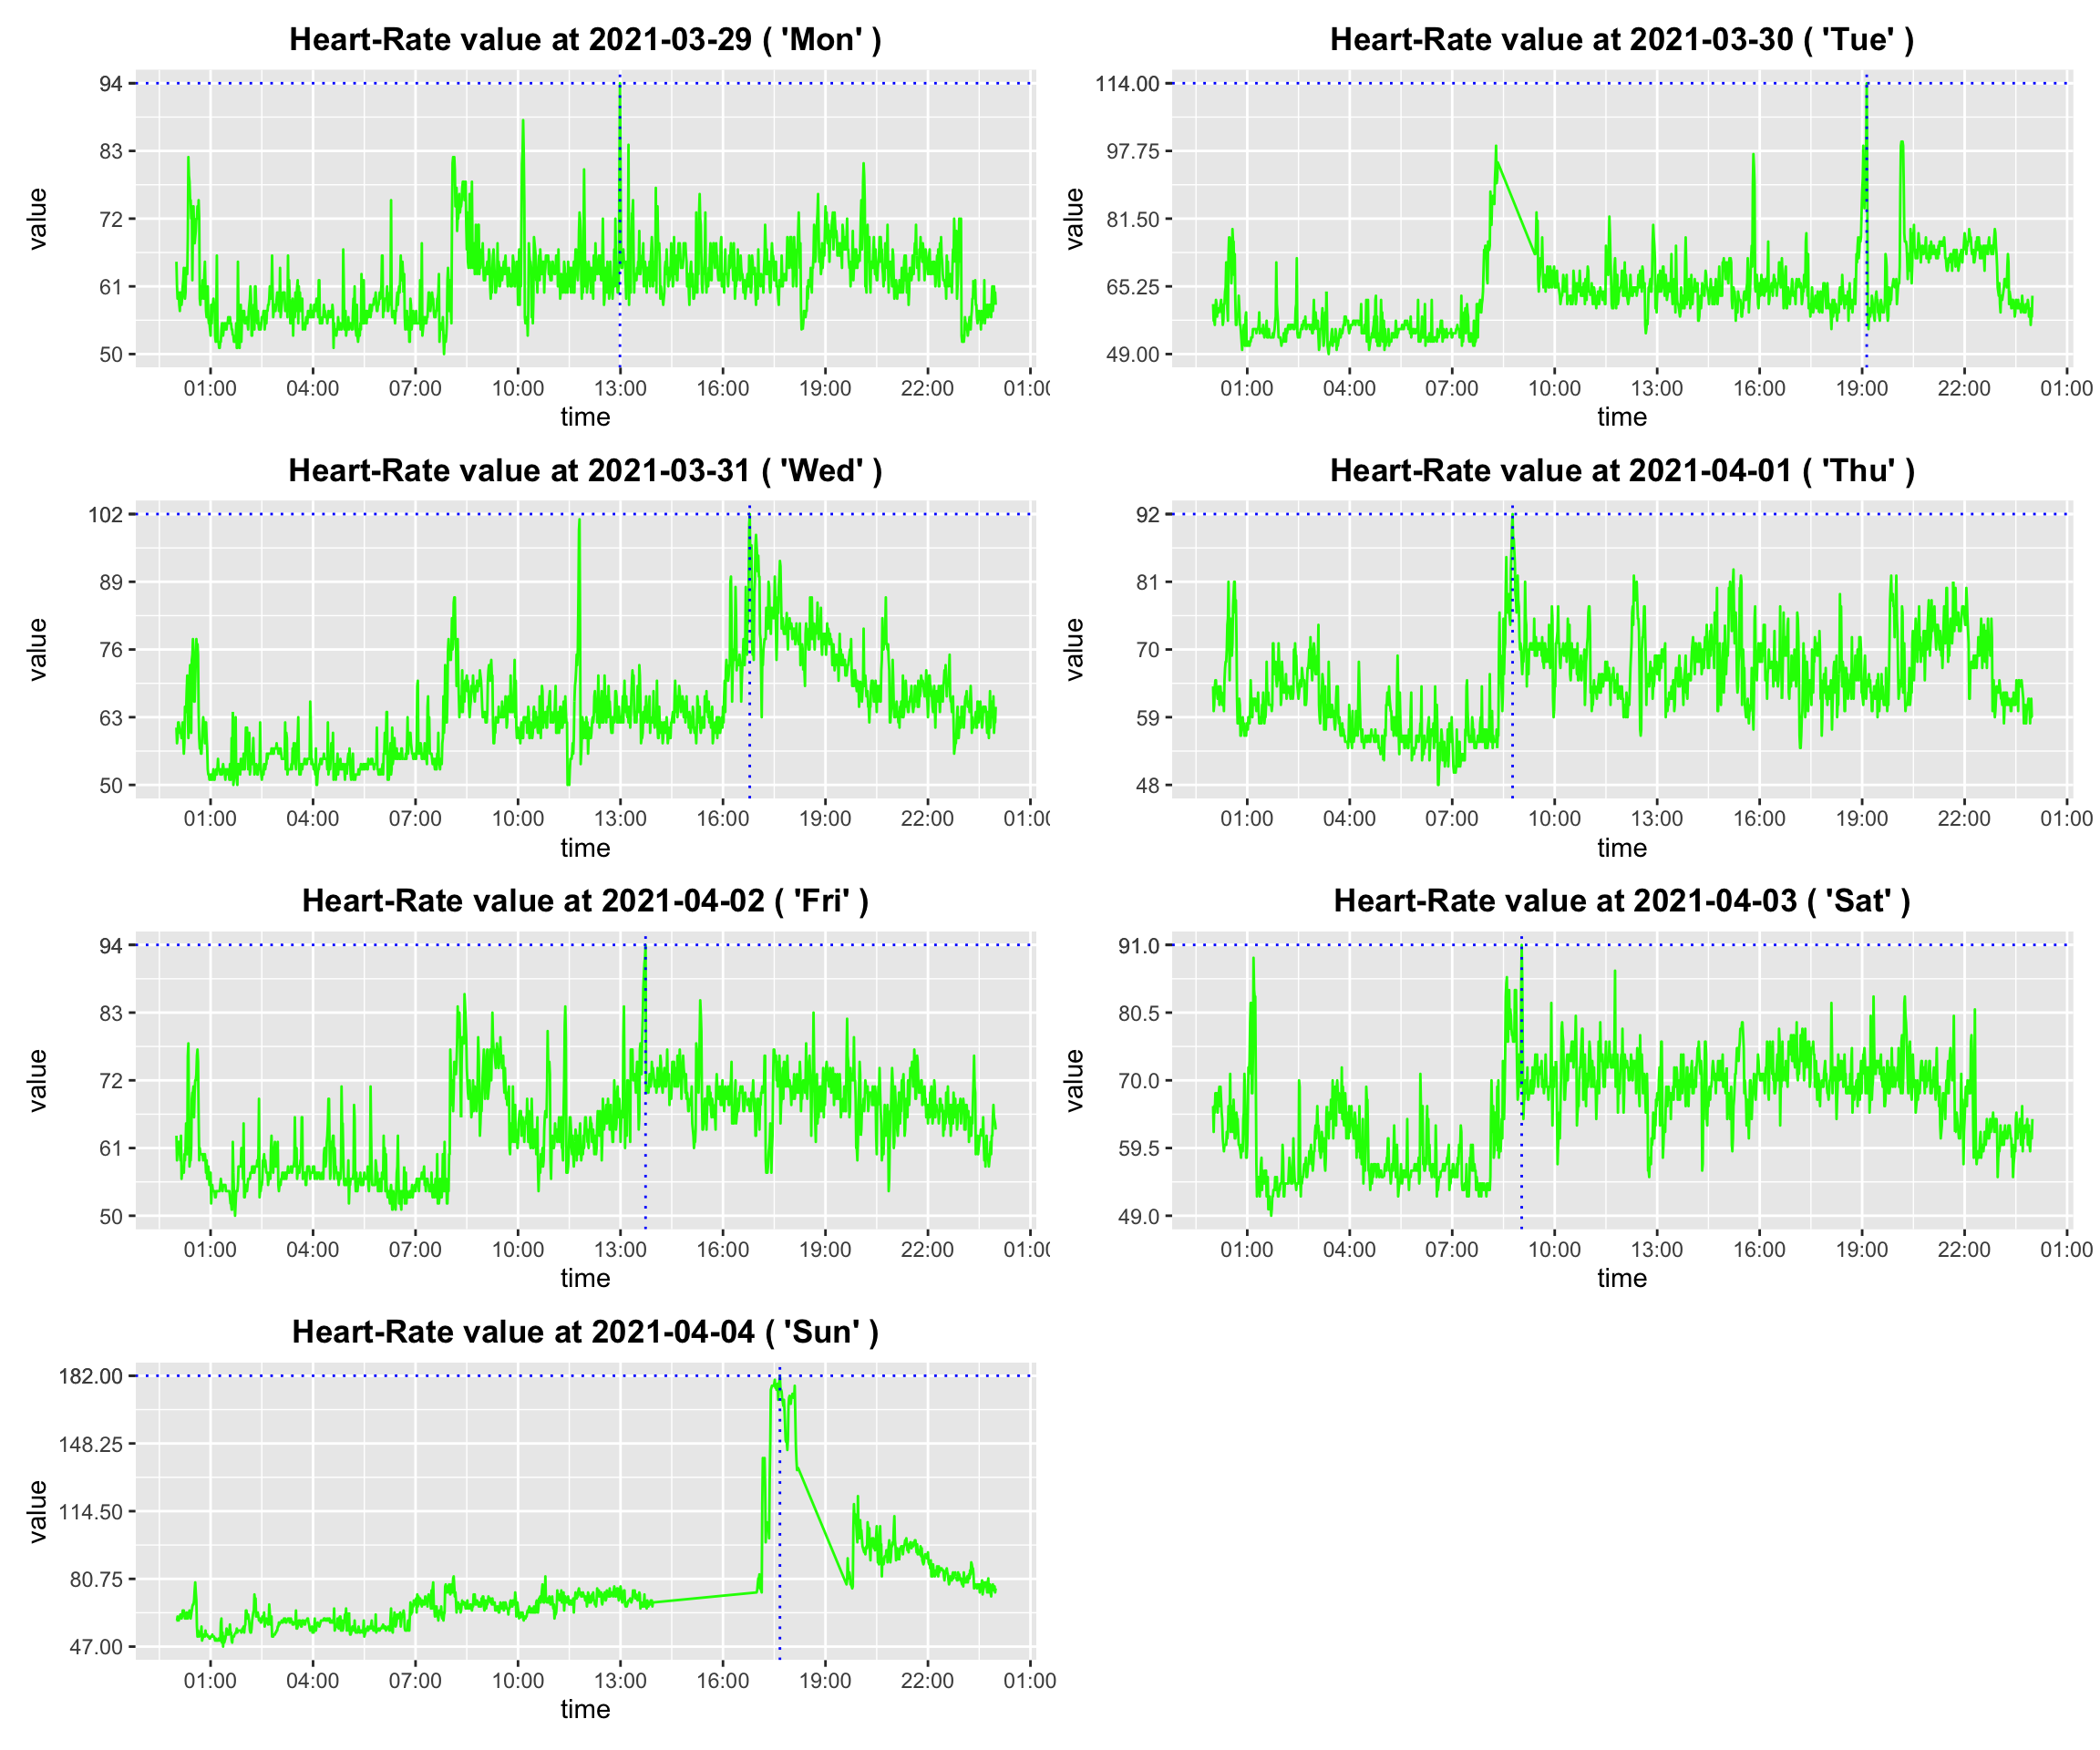 Heart-Rate value at 2021-03-29 ( 'Mon' )
94
83
72
61
50
value
01:00 04:00 07:00 10:00 13:00 16:00 19:00 22:00 01:00
time
Heart-Rate value at 2021-03-30 ( 'Tue' )
114.00
97.75
81.50
65.25
49.00
value
01:00 04:00 07:00 10:00 13:00 16:00 19:00 22:00 01:00
time
Heart-Rate value at 2021-03-31 ( 'Wed' )
102
89
76
63
50
value
01:00 04:00 07:00 10:00 13:00 16:00 19:00 22:00 01:00
time
Heart-Rate value at 2021-04-01 ( 'Thu' )
92
81
70
59
48
value
01:00 04:00 07:00 10:00 13:00 16:00 19:00 22:00 01:00
time
Heart-Rate value at 2021-04-02 ( 'Fri' )
94
83
72
61
50
value
01:00 04:00 07:00 10:00 13:00 16:00 19:00 22:00 01:00
time
Heart-Rate value at 2021-04-03 ( 'Sat' )
91.0
80.5
70.0
59.5
49.0
value
01:00 04:00 07:00 10:00 13:00 16:00 19:00 22:00 01:00
time
Heart-Rate value at 2021-04-04 ( 'Sun' )
182.00
148.25
114.50
80.75
47.00
value
01:00 04:00 07:00 10:00 13:00 16:00 19:00 22:00 01:00
time